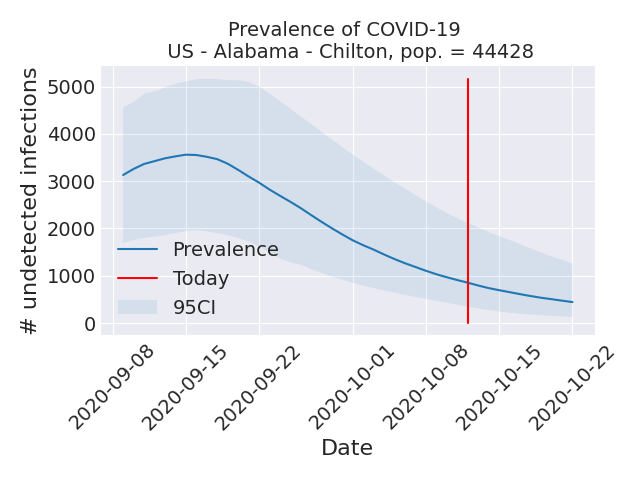 Prevalence of COVID-19
US - Alabama - Chilton, pop. = 44428
# undetected infections
5000
4000
3000
2000
1000
0
Prevalence
Today
95CI
2020-09-08
2020-09-15
2020-09-22
2020-10-01
2020-10-08
2020-10-15
2020-10-22
Date